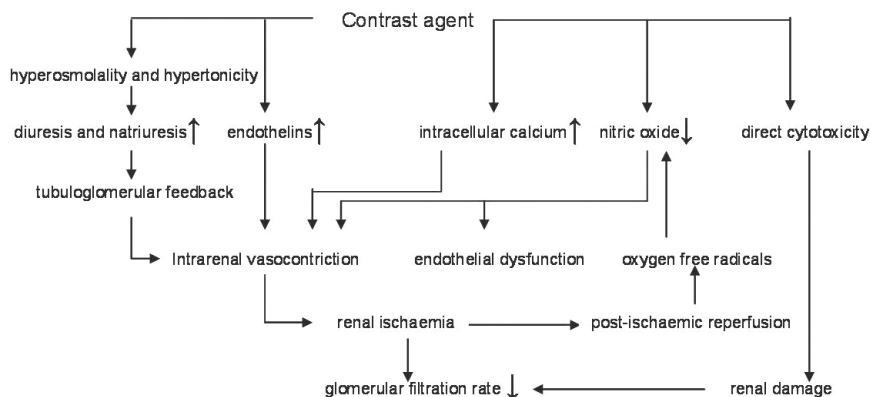 Contrast agent
hyperosmolality and hypertonicity
diuresis and natriuresis ↑ endothelins ↑ intracellular calcium ↑ nitric oxide ↓ direct cytotoxicity
tubuloglomerular feedback
Intrarenal vasocontriction endothelial dysfunction oxygen free radicals
renal ischaemia post-ischaemic reperfusion
glomerular filtration rate ↓ renal damage